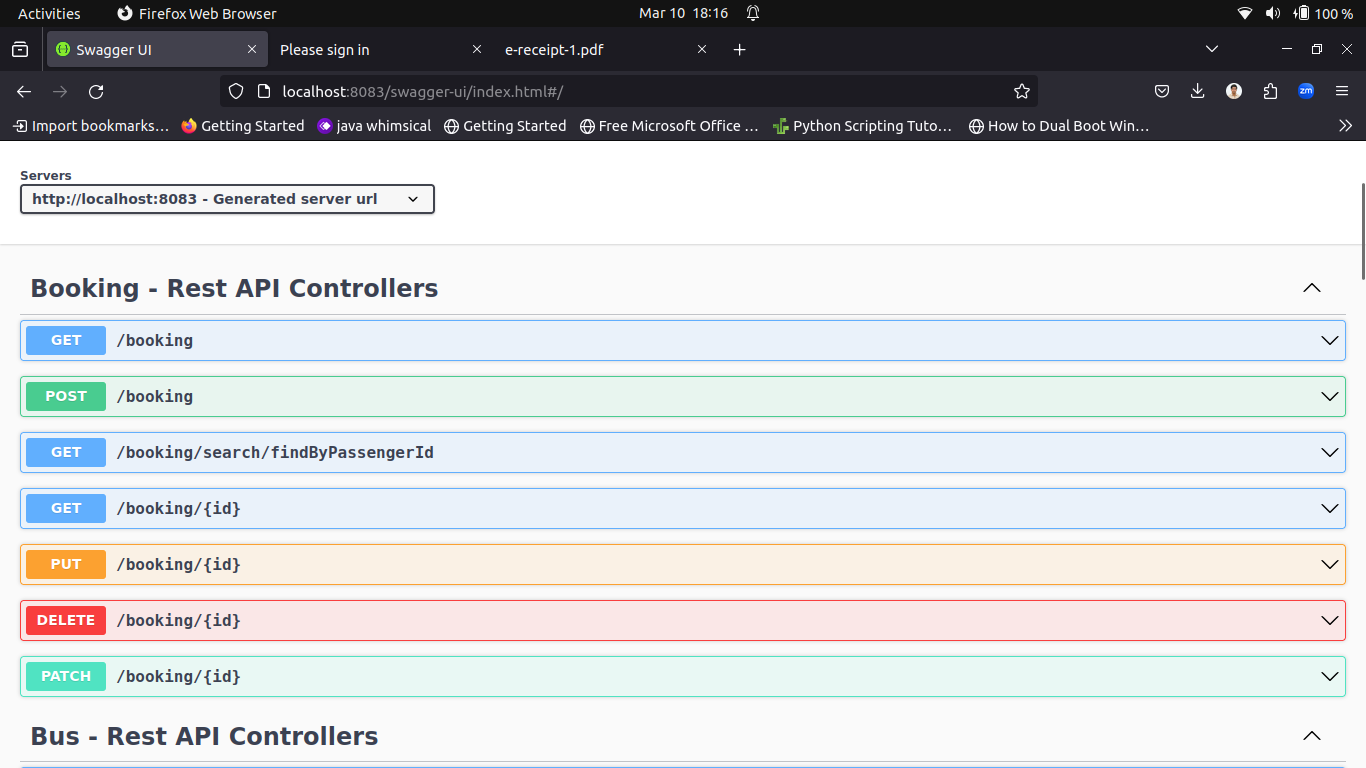 Activities Firefox Web Browser Mar 10 18:16 100 %
Swagger UI Please sign in e-receipt-1.pdf
localhost:8083/swagger-ui/index.html#/ zm
Import bookmarks… Getting Started java whimsical Getting Started Free Microsoft Office … Python Scripting Tuto… How to Dual Boot Win…
Servers
http://localhost:8083 - Generated server url
Booking - Rest API Controllers
GET /booking
POST /booking
GET /booking/search/findByPassengerId
GET /booking/{id}
PUT /booking/{id}
DELETE /booking/{id}
PATCH /booking/{id}
Bus - Rest API Controllers